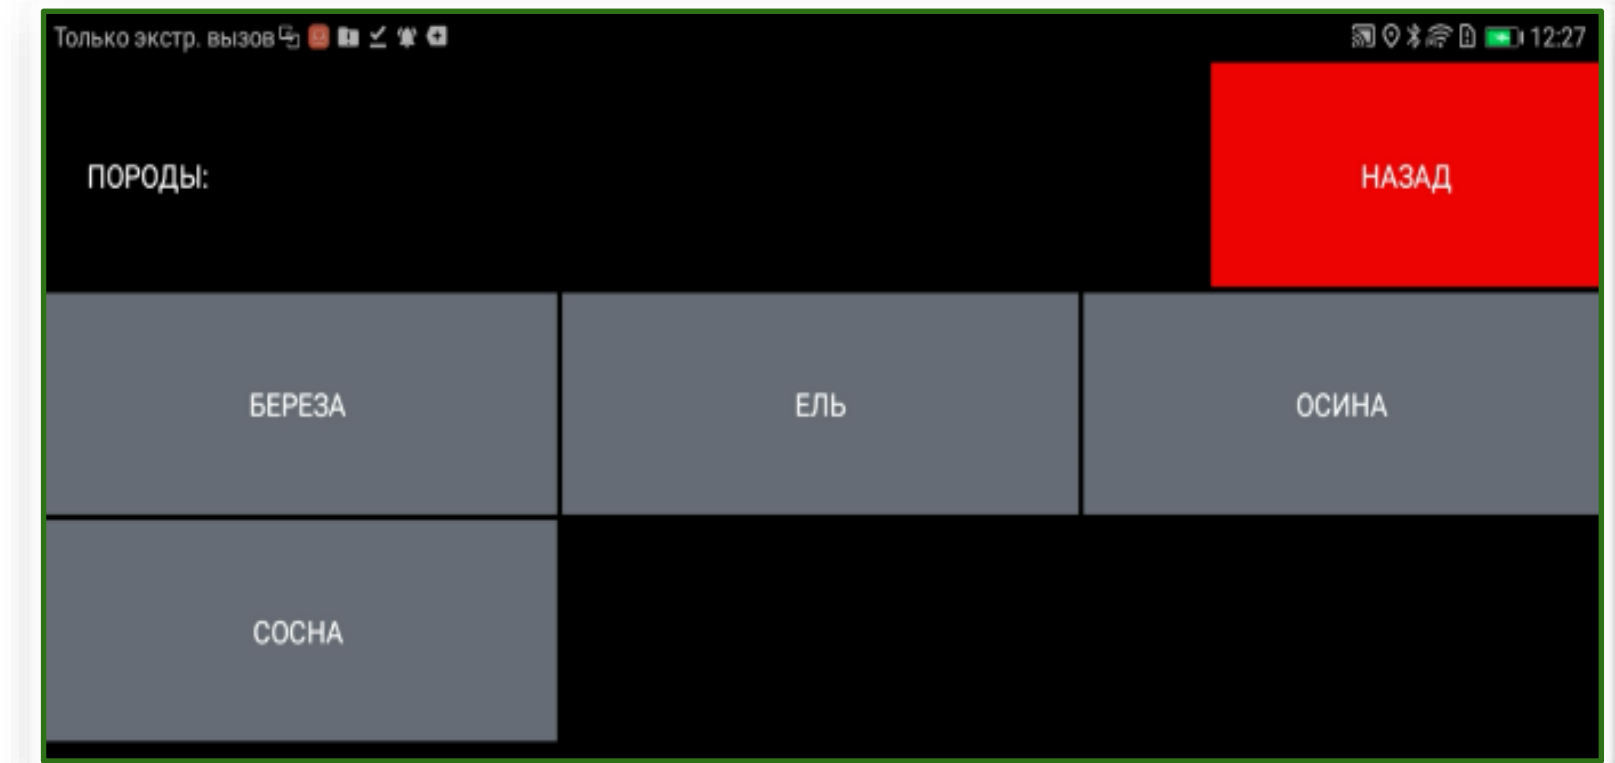 Только экстр. вызов 12:27
ПОРОДЫ: НАЗАД
БЕРЕЗА ЕЛЬ ОСИНА
СОСНА